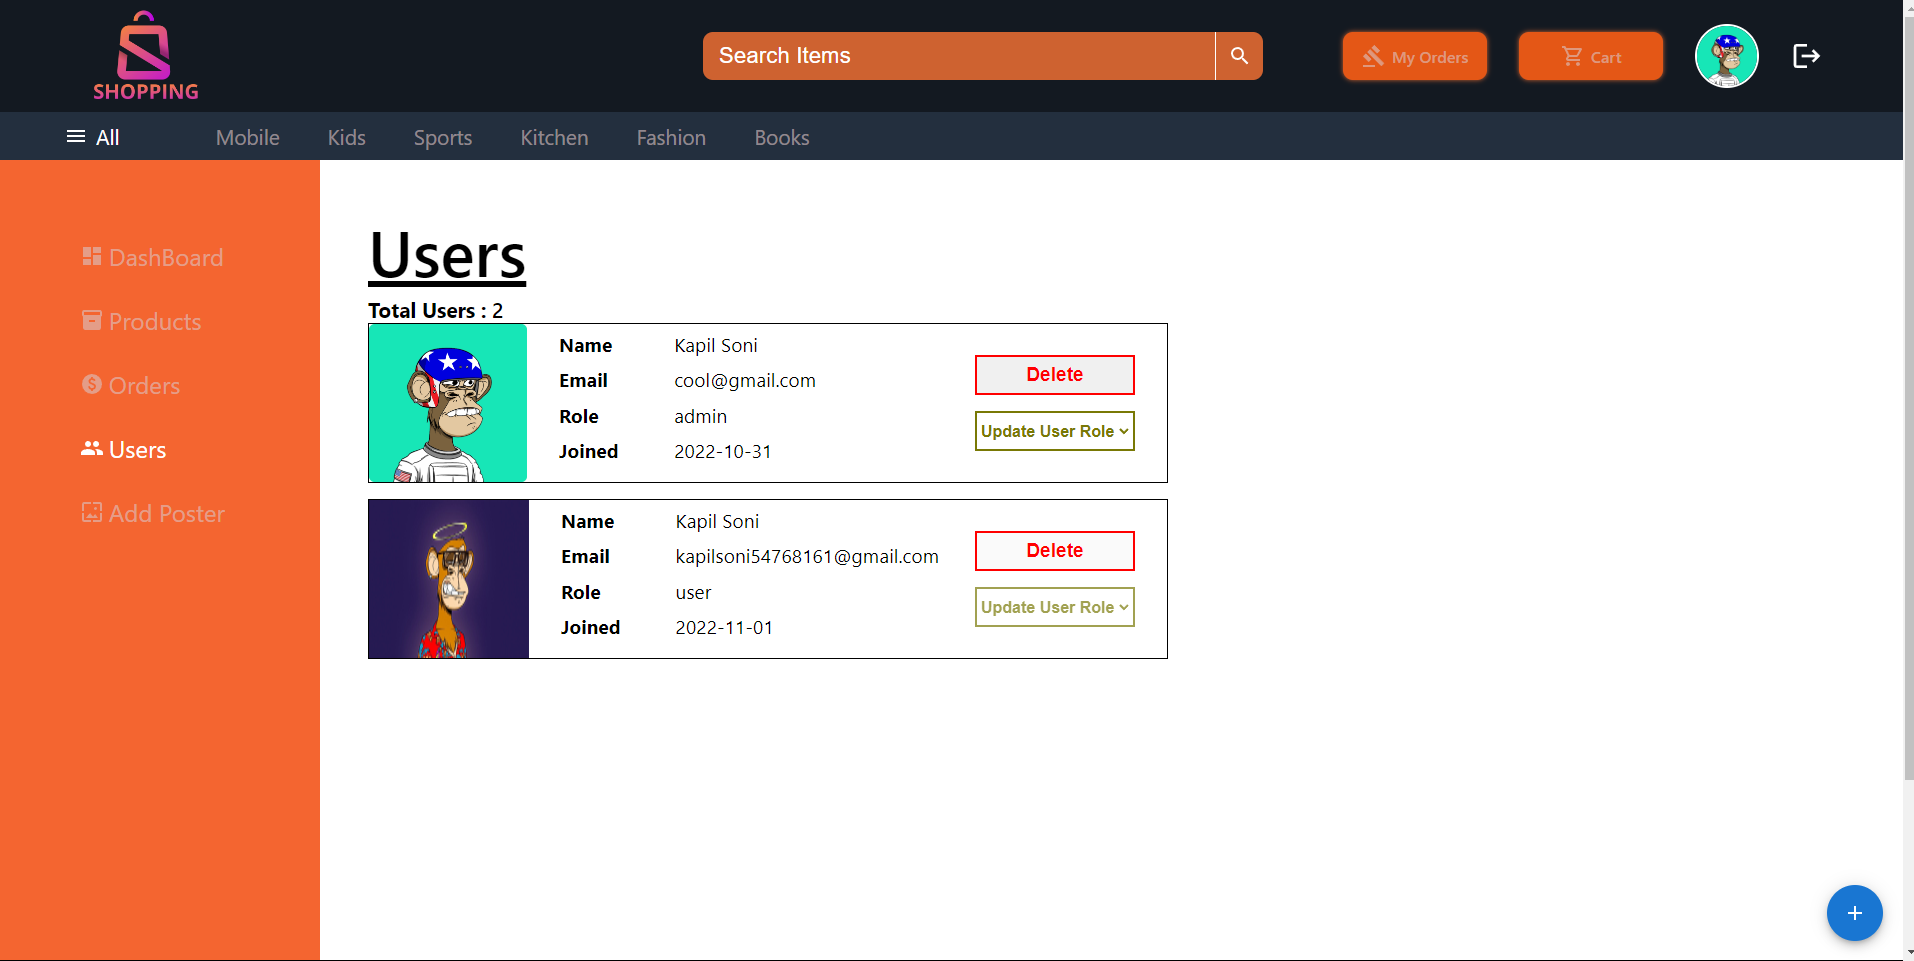 SHOPPING
Search Items
My Orders
Cart
All Mobile Kids Sports Kitchen Fashion Books
DashBoard
Products
Orders
Users
Add Poster
Users
Total Users : 2
Name Kapil Soni
Email cool@gmail.com
Role admin
Joined 2022-10-31
Delete
Update User Role
Name Kapil Soni
Email kapilsoni54768161@gmail.com
Role user
Joined 2022-11-01
Delete
Update User Role